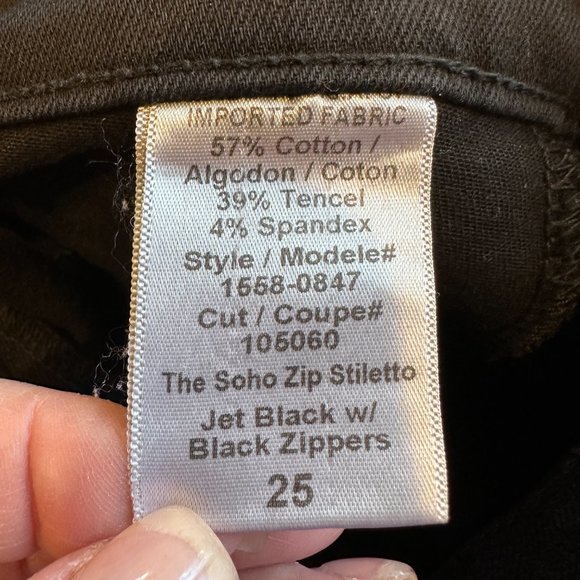 IMPORTED FABRIC
57% Cotton /
Algodon / Coton
39% Tencel
4% Spandex
Style / Modele#
1558-0847
Cut / Coupe#
105060
The Soho Zip Stiletto
Jet Black w/
Black Zippers
25